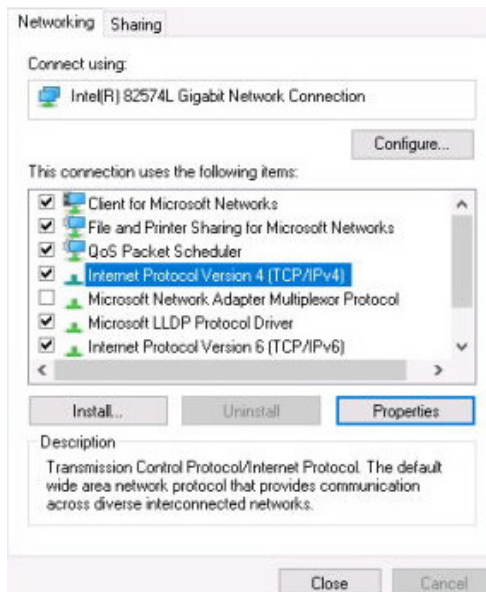 Networking Sharing
Connect using:
Intel(R) 82574L Gigabit Network Connection
Configure...
This connection uses the following items:
Client for Microsoft Networks
File and Printer Sharing for Microsoft Networks
QoS Packet Scheduler
Internet Protocol Version 4 (TCP/IPv4)
Microsoft Network Adapter Multiplexor Protocol
Microsoft LLDP Protocol Driver
Internet Protocol Version 6 (TCP/IPv6)
Install... Uninstall Properties
Description
Transmission Control Protocol/Internet Protocol. The default
wide area network protocol that provides communication
across diverse interconnected networks.
Close Cancel